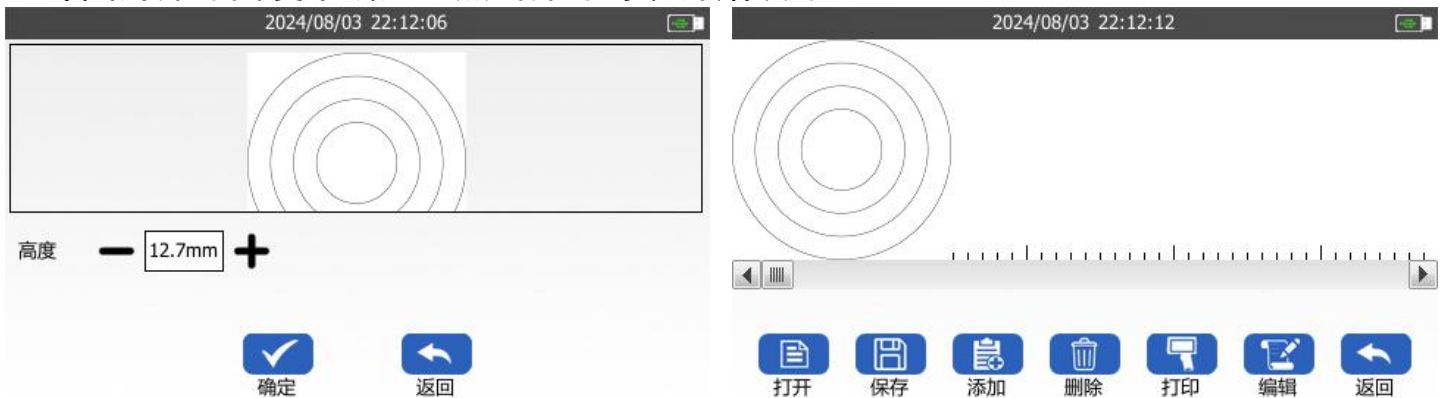 2024/08/03 22:12:06
高度 12.7mm
确定 返回
2024/08/03 22:12:12
打开 保存 添加 删除 打印 编辑 返回